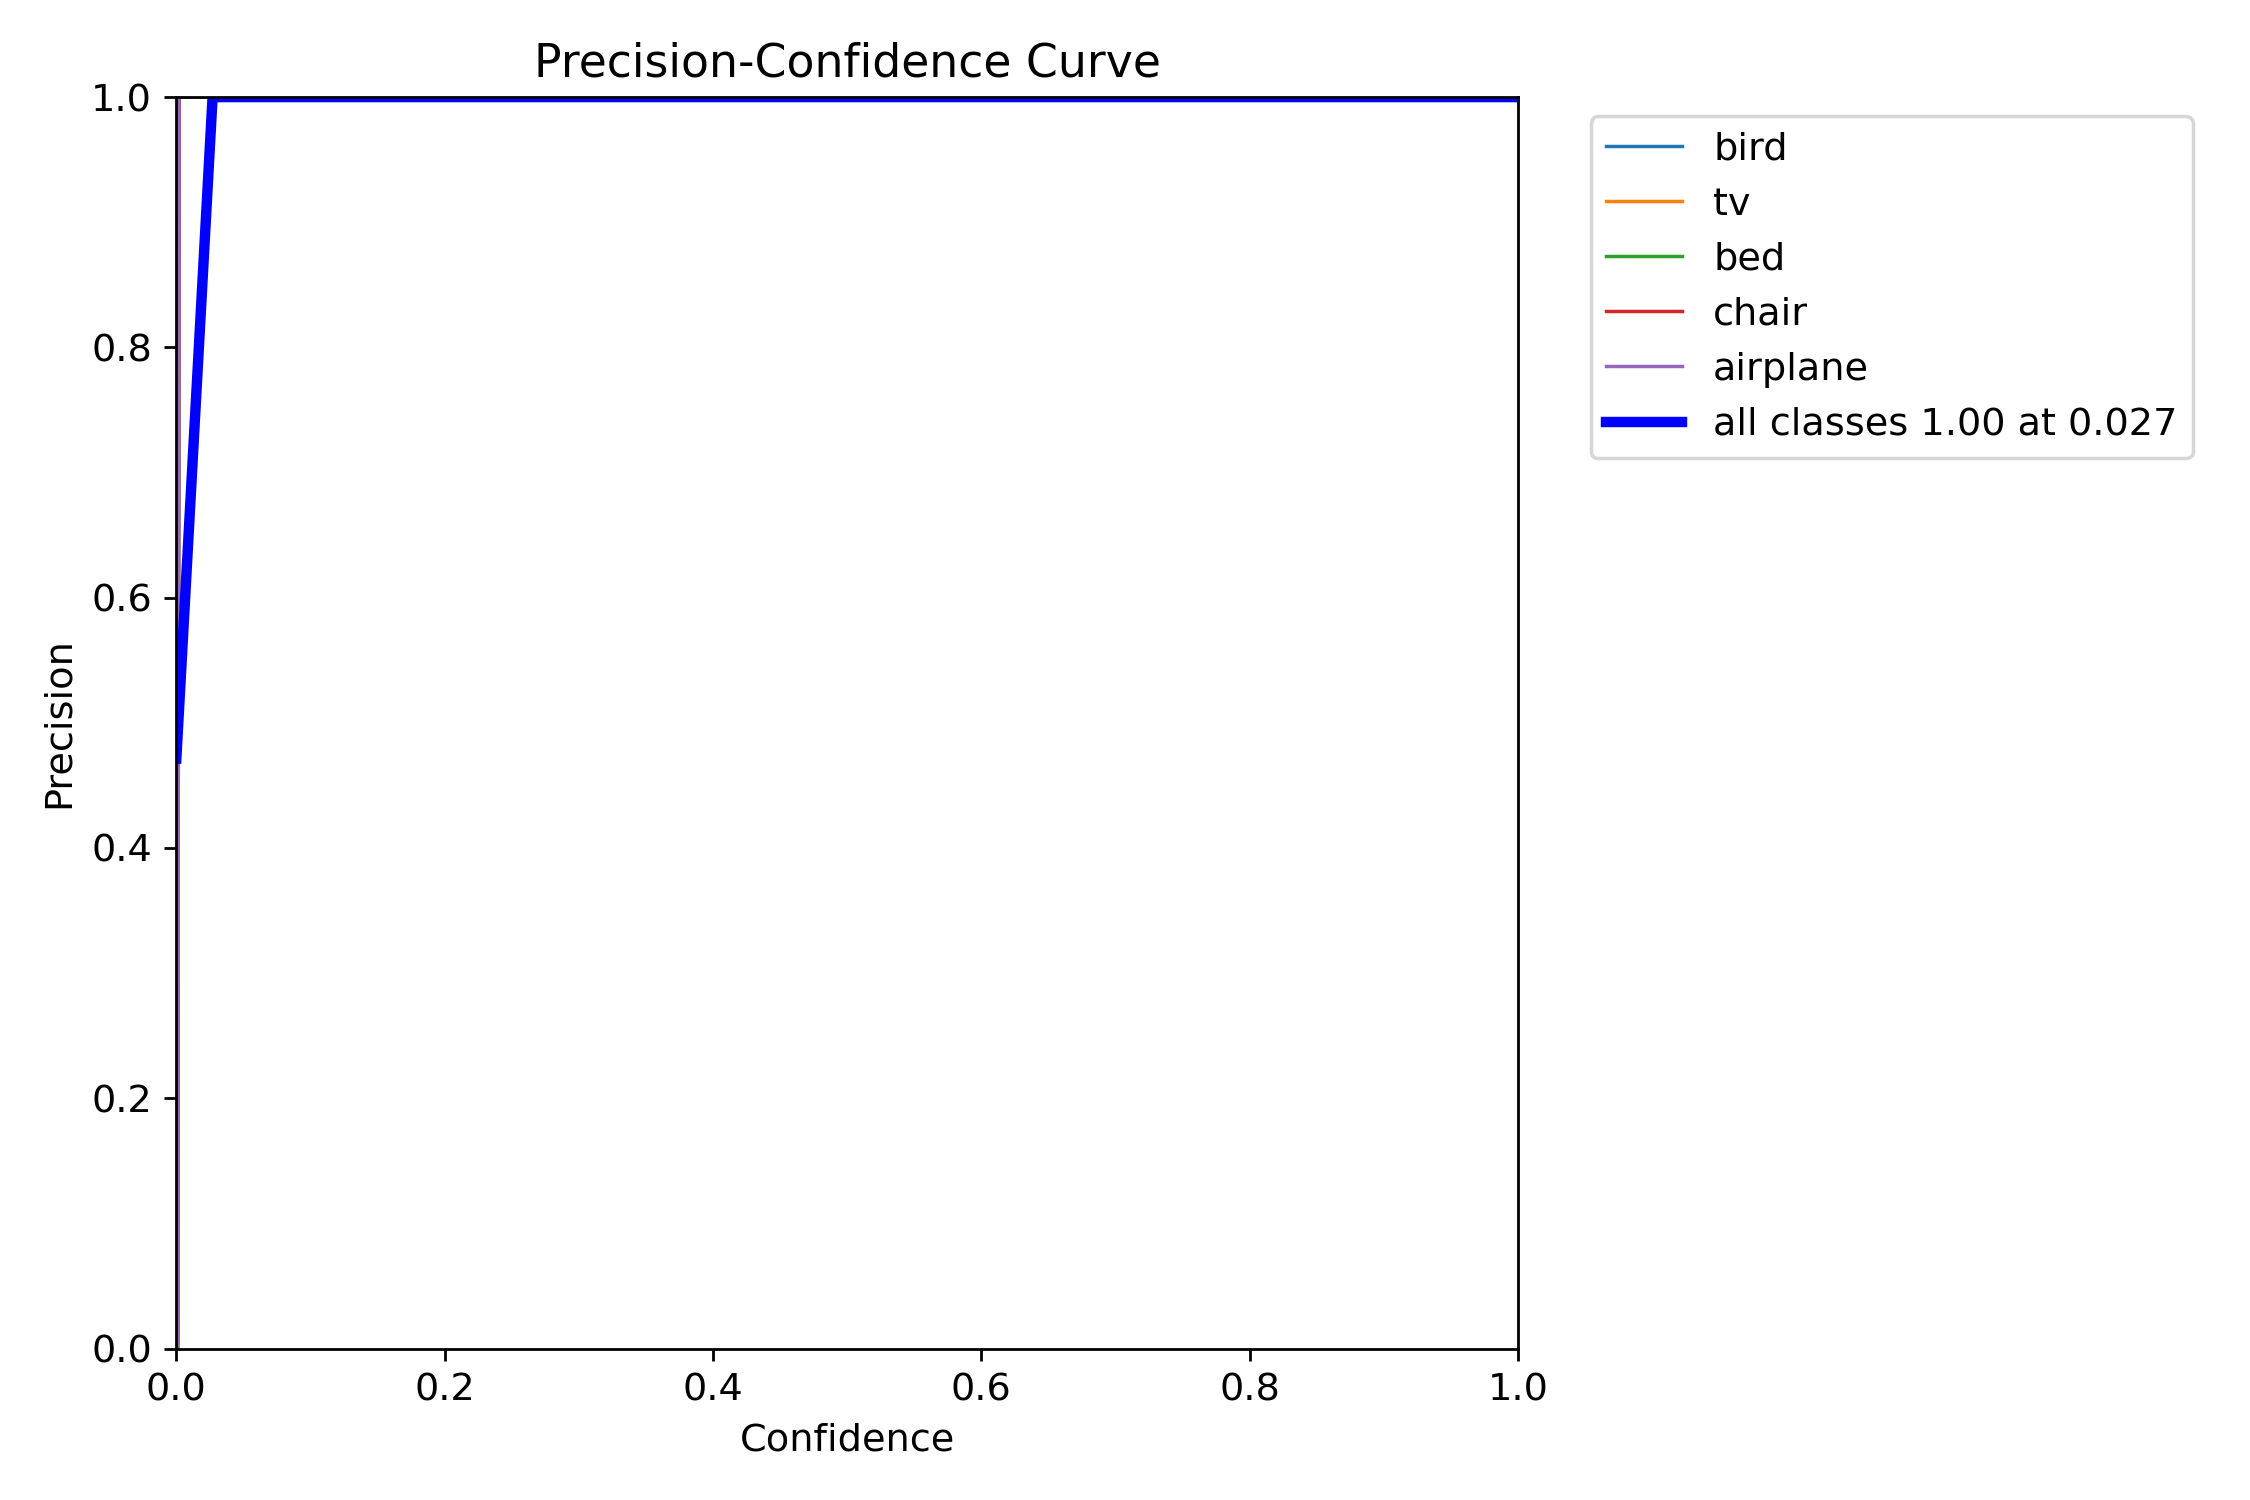 Precision-Confidence Curve
1.0
0.8
0.6
0.4
0.2
0.0
Precision
0.0 0.2 0.4 0.6 0.8 1.0
Confidence
bird
tv
bed
chair
airplane
all classes 1.00 at 0.027